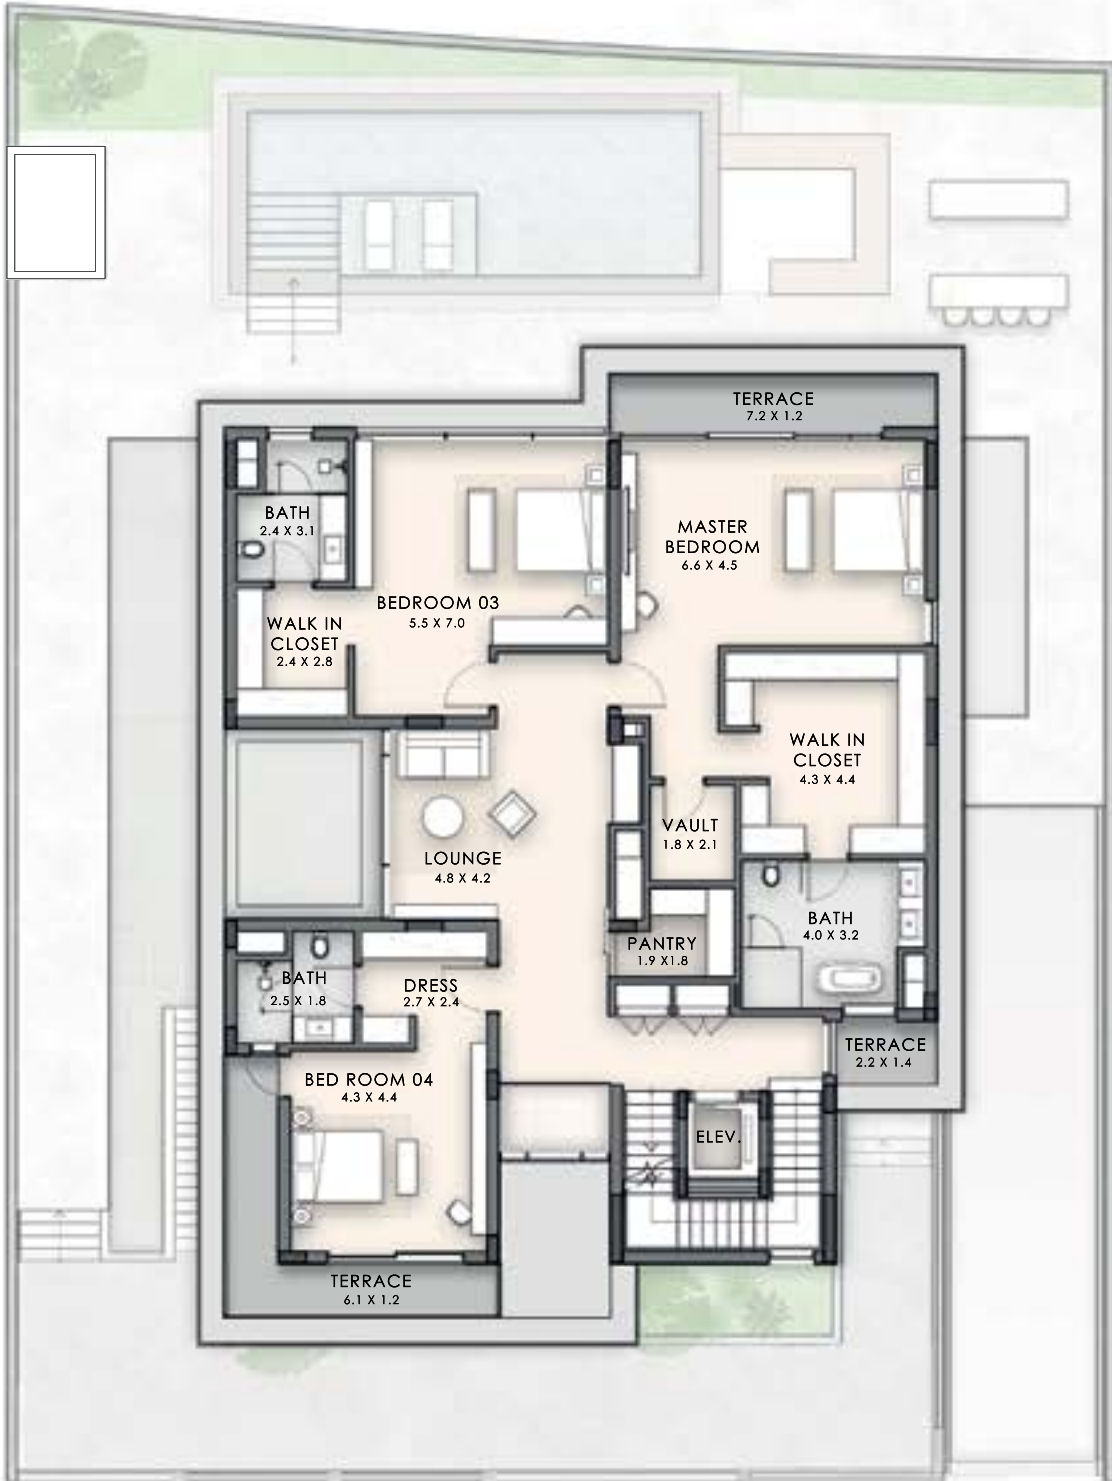 TERRACE
7.2 X 1.2
BATH
2.4 X 3.1
MASTER
BEDROOM
6.6 X 4.5
BEDROOM 03
5.5 X 7.0
WALK IN
CLOSET
2.4 X 2.8
WALK IN
CLOSET
4.3 X 4.4
VAULT
1.8 X 2.1
LOUNGE
4.8 X 4.2
BATH
4.0 X 3.2
PANTRY
1.9 X1.8
BATH
2.5 X 1.8
DRESS
2.7 X 2.4
TERRACE
2.2 X 1.4
BED ROOM 04
4.3 X 4.4
ELEV.
TERRACE
6.1 X 1.2